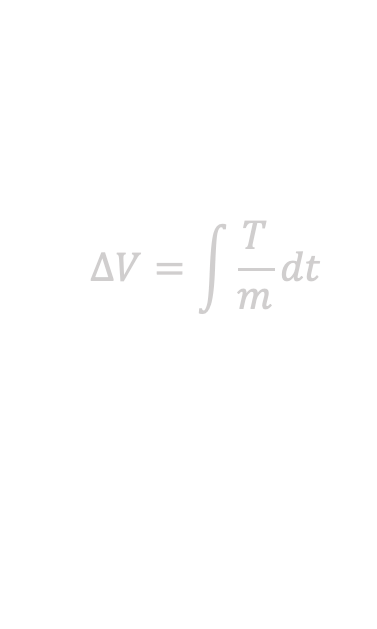 ΔV = ∫ T/m dt